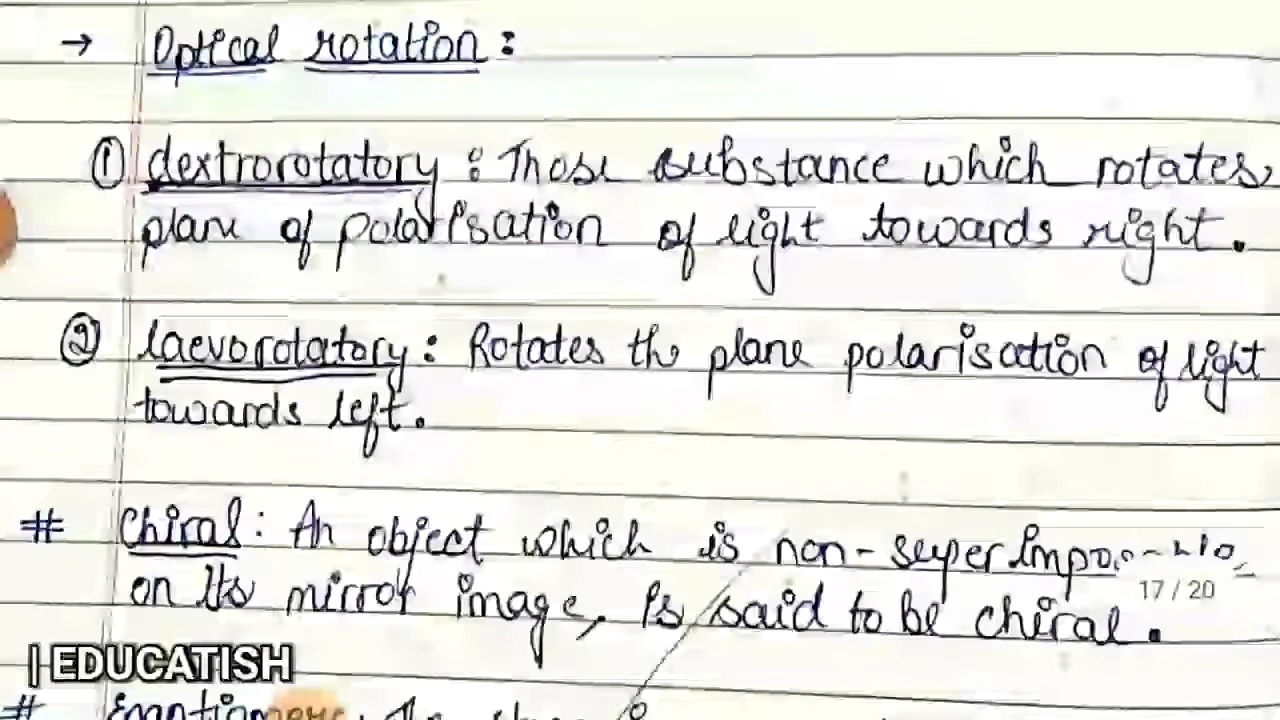 → Optical rotation :
① dextrorotatory : Those substance which rotates
plane of polarisation of light towards right.
② laevorotatory : Rotates the plane polarisation of light
towards left.
# Chiral : An object which is non-superimpo
17 / 20
on its mirror image, is said to be chiral.
| EDUCATISH
# The